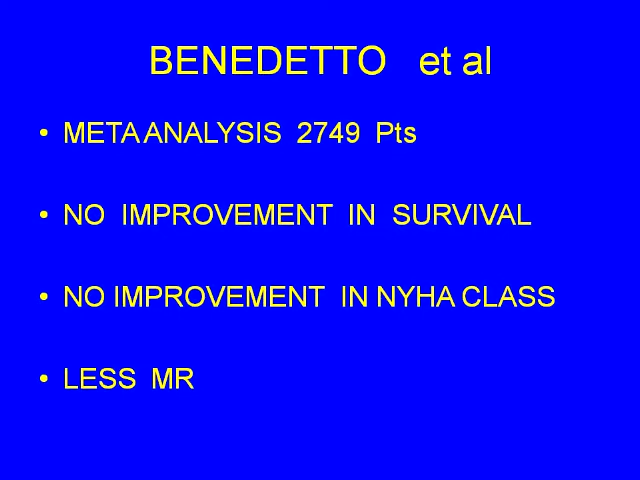 BENEDETTO et al
• META ANALYSIS 2749 Pts
• NO IMPROVEMENT IN SURVIVAL
• NO IMPROVEMENT IN NYHA CLASS
• LESS MR